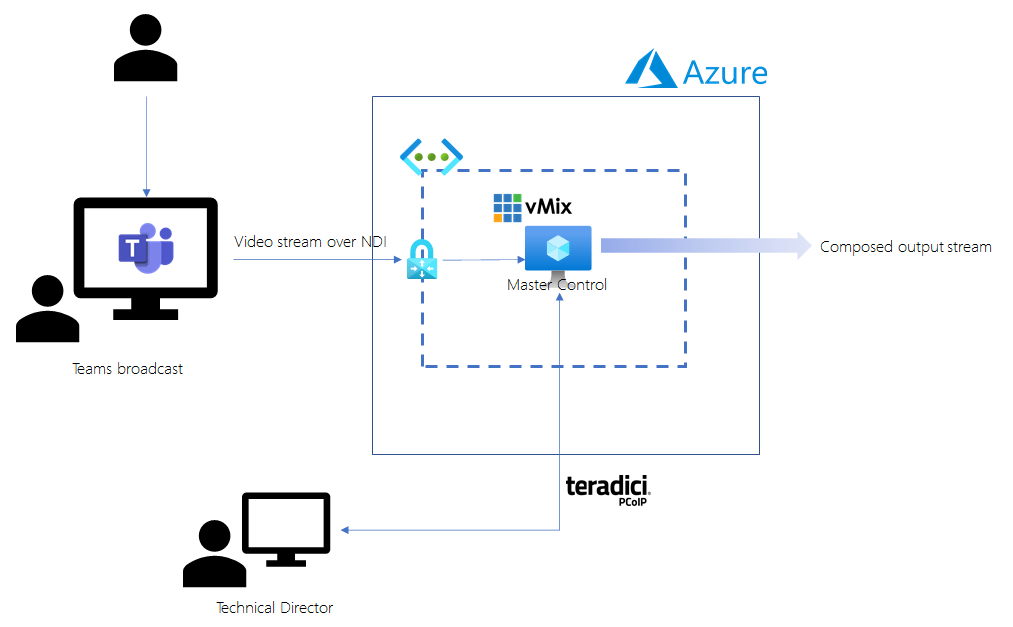 Azure
vMix
T
Video stream over NDI
Composed output stream
Master Control
Teams broadcast
teradici.
PCoIP
Technical Director